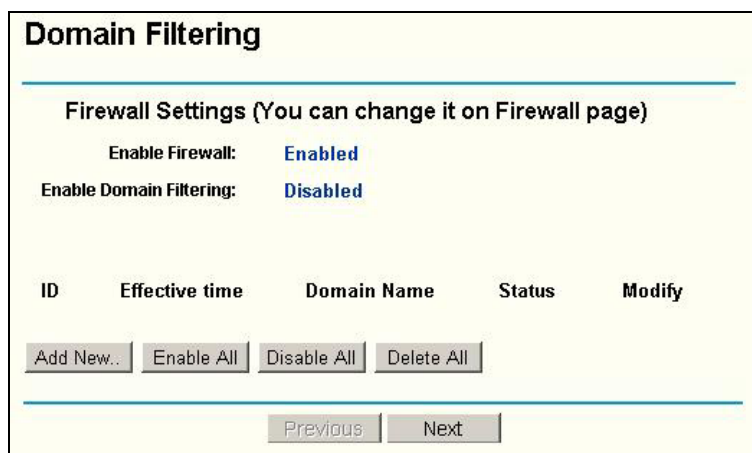 Domain Filtering
Firewall Settings (You can change it on Firewall page)
Enable Firewall: Enabled
Enable Domain Filtering: Disabled
ID Effective time Domain Name Status Modify
Add New.. Enable All Disable All Delete All
Previous Next